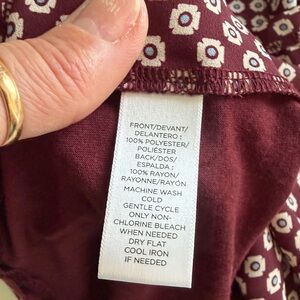 FRONT/DEVANT/
DELANTERO :
100% POLYESTER/
POLIÉSTER
BACK/DOS/
ESPALDA :
100% RAYON/
RAYONNE/RAYÓN
MACHINE WASH
COLD
GENTLE CYCLE
ONLY NON-
CHLORINE BLEACH
WHEN NEEDED
DRY FLAT
COOL IRON
IF NEEDED